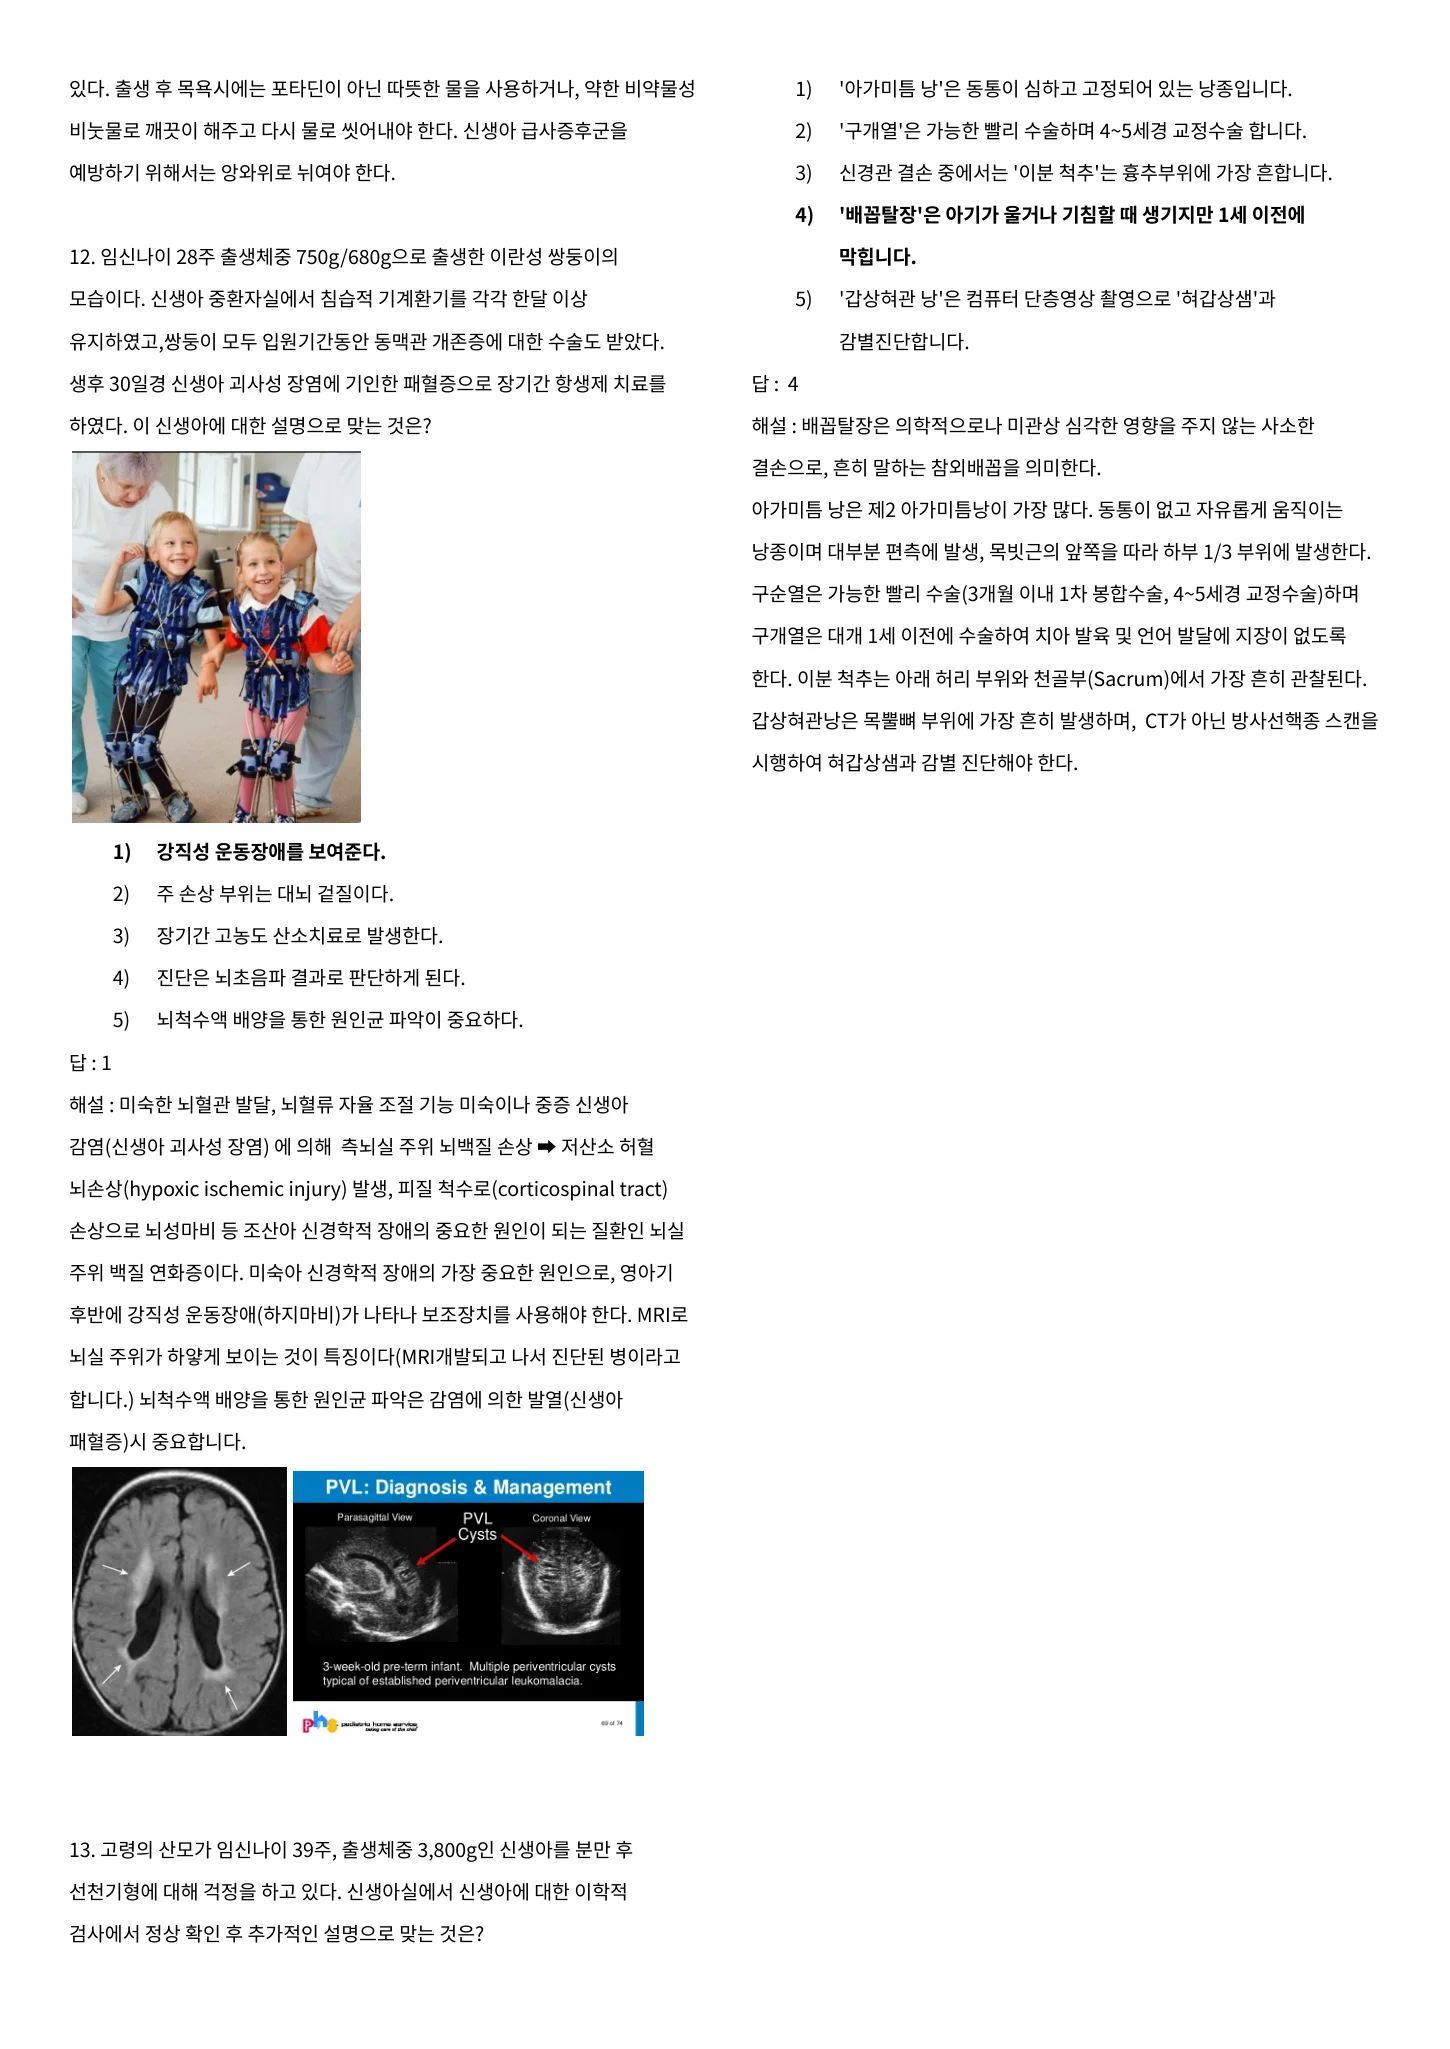 있다. 출생 후 목욕시에는 포타딘이 아닌 따뜻한 물을 사용하거나, 약한 비약물성
비눗물로 깨끗이 해주고 다시 물로 씻어내야 한다. 신생아 급사증후군을
예방하기 위해서는 앙와위로 뉘여야 한다.
12. 임신나이 28주 출생체중 750g/680g으로 출생한 이란성 쌍둥이의
모습이다. 신생아 중환자실에서 침습적 기계환기를 각각 한달 이상
유지하였고,쌍둥이 모두 입원기간동안 동맥관 개존증에 대한 수술도 받았다.
생후 30일경 신생아 괴사성 장염에 기인한 패혈증으로 장기간 항생제 치료를
하였다. 이 신생아에 대한 설명으로 맞는 것은?
1) 강직성 운동장애를 보여준다.
2) 주 손상 부위는 대뇌 겉질이다.
3) 장기간 고농도 산소치료로 발생한다.
4) 진단은 뇌초음파 결과로 판단하게 된다.
5) 뇌척수액 배양을 통한 원인균 파악이 중요하다.
답 : 1
해설 : 미숙한 뇌혈관 발달, 뇌혈류 자율 조절 기능 미숙이나 중증 신생아
감염(신생아 괴사성 장염) 에 의해 측뇌실 주위 뇌백질 손상 ➡ 저산소 허혈
뇌손상(hypoxic ischemic injury) 발생, 피질 척수로(corticospinal tract)
손상으로 뇌성마비 등 조산아 신경학적 장애의 중요한 원인이 되는 질환인 뇌실
주위 백질 연화증이다. 미숙아 신경학적 장애의 가장 중요한 원인으로, 영아기
후반에 강직성 운동장애(하지마비)가 나타나 보조장치를 사용해야 한다. MRI로
뇌실 주위가 하얗게 보이는 것이 특징이다(MRI개발되고 나서 진단된 병이라고
합니다.) 뇌척수액 배양을 통한 원인균 파악은 감염에 의한 발열(신생아
패혈증)시 중요합니다.
PVL: Diagnosis & Management
Parasagittal View
PVL
Cysts
Coronal View
3-week-old pre-term infant. Multiple periventricular cysts
typical of established periventricular leukomalacia.
phs pediatric home service
taking care of the child
69 of 74
13. 고령의 산모가 임신나이 39주, 출생체중 3,800g인 신생아를 분만 후
선천기형에 대해 걱정을 하고 있다. 신생아실에서 신생아에 대한 이학적
검사에서 정상 확인 후 추가적인 설명으로 맞는 것은?
1) '아가미틈 낭'은 동통이 심하고 고정되어 있는 낭종입니다.
2) '구개열'은 가능한 빨리 수술하며 4~5세경 교정수술 합니다.
3) 신경관 결손 중에서는 '이분 척추'는 흉추부위에 가장 흔합니다.
4) '배꼽탈장'은 아기가 울거나 기침할 때 생기지만 1세 이전에
막힙니다.
5) '갑상혀관 낭'은 컴퓨터 단층영상 촬영으로 '혀갑상샘'과
감별진단합니다.
답 : 4
해설 : 배꼽탈장은 의학적으로나 미관상 심각한 영향을 주지 않는 사소한
결손으로, 흔히 말하는 참외배꼽을 의미한다.
아가미틈 낭은 제2 아가미틈낭이 가장 많다. 동통이 없고 자유롭게 움직이는
낭종이며 대부분 편측에 발생, 목빗근의 앞쪽을 따라 하부 1/3 부위에 발생한다.
구순열은 가능한 빨리 수술(3개월 이내 1차 봉합수술, 4~5세경 교정수술)하며
구개열은 대개 1세 이전에 수술하여 치아 발육 및 언어 발달에 지장이 없도록
한다. 이분 척추는 아래 허리 부위와 천골부(Sacrum)에서 가장 흔히 관찰된다.
갑상혀관낭은 목뿔뼈 부위에 가장 흔히 발생하며, CT가 아닌 방사선핵종 스캔을
시행하여 혀갑상샘과 감별 진단해야 한다.